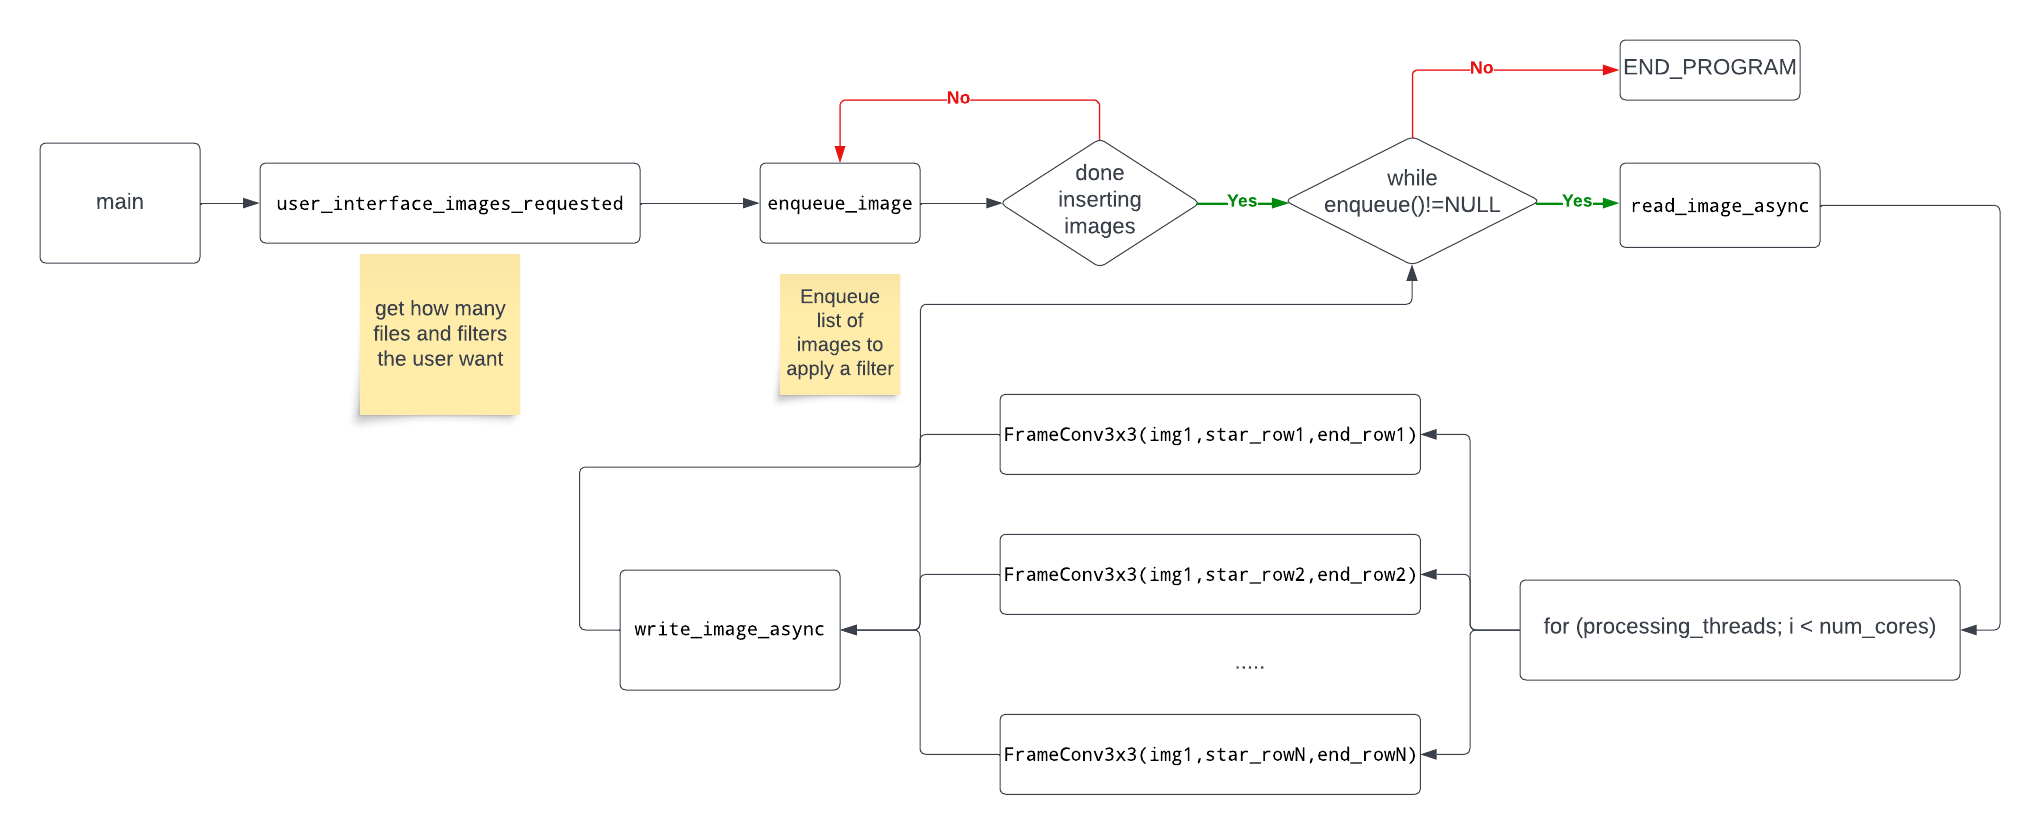 main
user_interface_images_requested
get how many
files and filters
the user want
enqueue_image
Enqueue
list of
images to
apply a filter
No
done
inserting
images
Yes
while
enqueue()!=NULL
No
END_PROGRAM
Yes
read_image_async
for (processing_threads; i < num_cores)
FrameConv3x3(img1,star_row1,end_row1)
FrameConv3x3(img1,star_row2,end_row2)
.....
FrameConv3x3(img1,star_rowN,end_rowN)
write_image_async